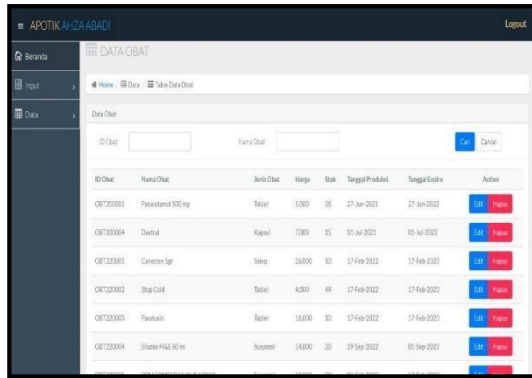 ≡ APOTIK AHZA ABADI Logout
Beranda
Input
Data
DATA OBAT
Home / Data / Table Data Obat
Data Obat
ID Obat Nama Obat Cari Cancel
ID Obat Nama Obat Jenis Obat Harga Stok Tanggal Produksi Tanggal Expire Action
OBT200001 Paracetamol 500 mg Tablet 5,000 28 27-Jun-2021 27-Jun-2022 Edit Hapus
OBT200004 Dextral Kapsul 7,000 15 01-Jul-2021 01-Jul-2022 Edit Hapus
OBT220001 Canesten 5gr Salep 26,000 10 17-Feb-2022 17-Feb-2023 Edit Hapus
OBT220002 Stop Cold Tablet 4,000 49 17-Feb-2022 17-Feb-2023 Edit Hapus
OBT220003 Tablet 16,000 10 17-Feb-2022 17-Feb-2023 Edit Hapus
OBT220004 60 ml Suspensi 14,000 20 29-Sep-2022 01-Sep-2023 Edit Hapus